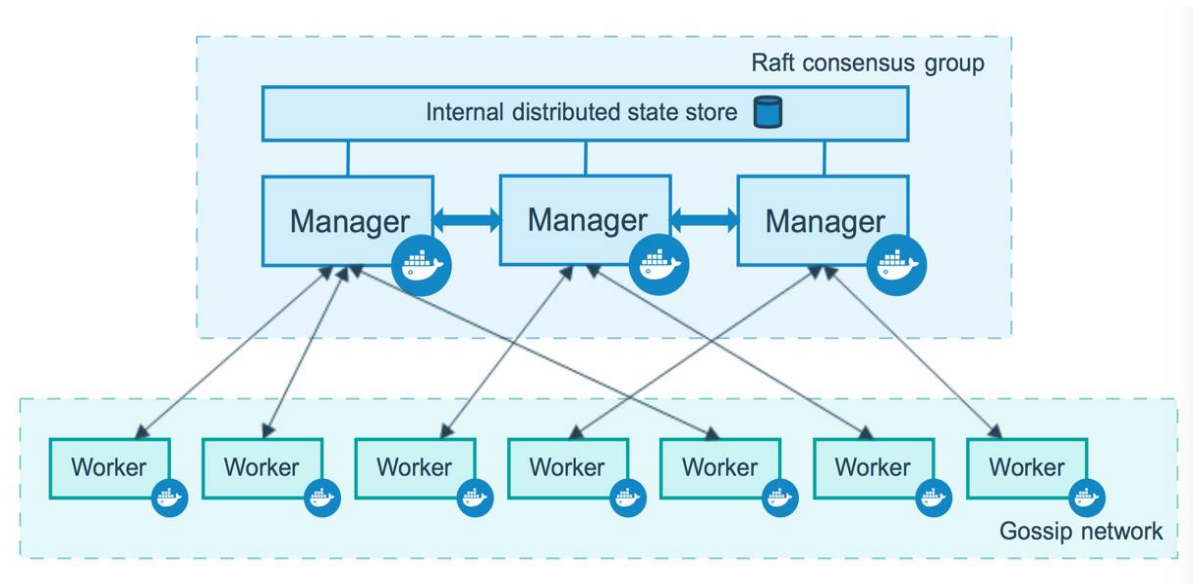 Raft consensus group
Internal distributed state store
Manager
Manager
Manager
Worker
Worker
Worker
Worker
Worker
Worker
Worker
Gossip network